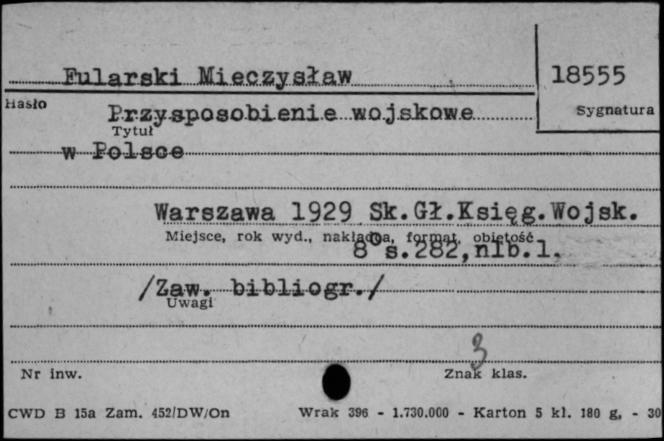 Fularski Mieczysław 18555
Hasło Sygnatura
Przysposobienie wojskowe
Tytuł
w Polsce
Warszawa 1929 Sk.Gł.Księg.Wojsk.
Miejsce, rok wyd., nakładca, format, objętość
8° s.282,nlb.1.
/Zaw. bibliogr./
Uwagi
3
Nr inw. Znak klas.
CWD B 15a Zam. 452/DW/On Wrak 396 - 1.730.000 - Karton 5 kl. 180 g, - 30